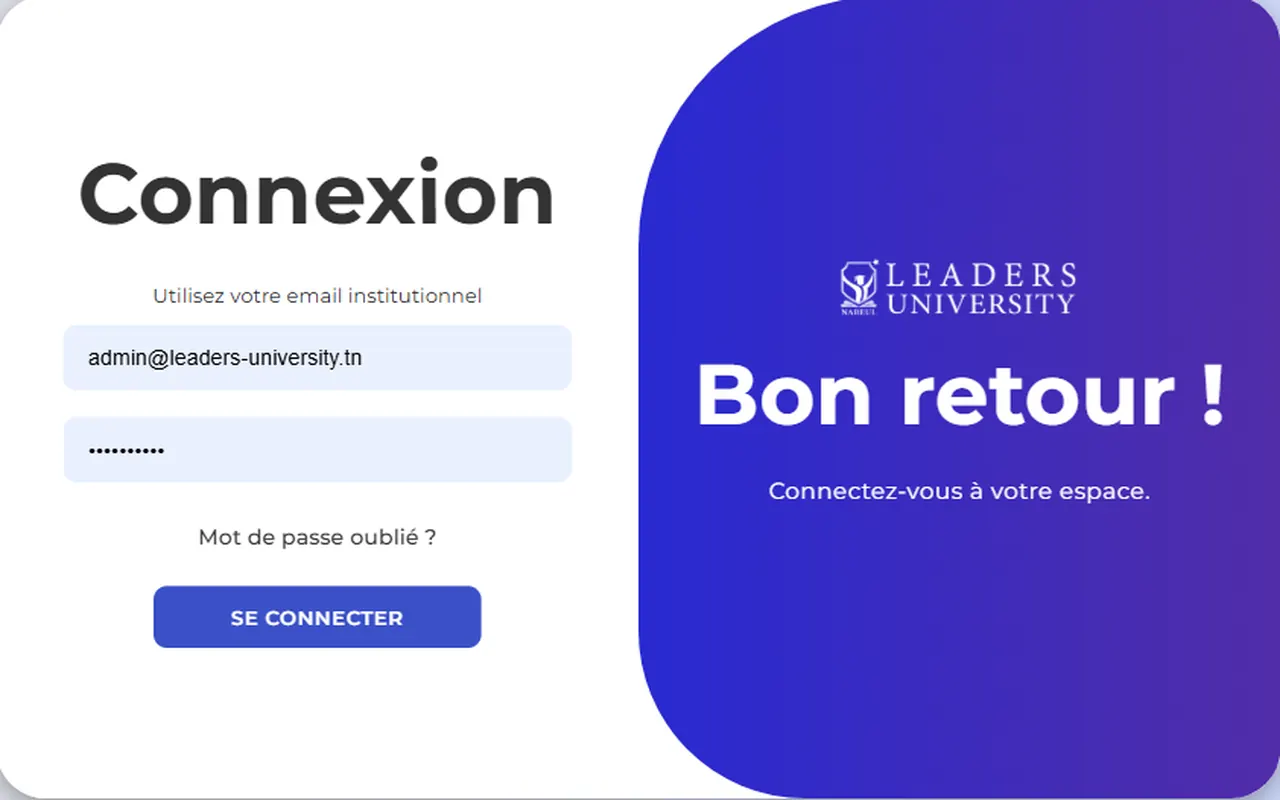 Connexion
Utilisez votre email institutionnel
admin@leaders-university.tn
••••••••••
Mot de passe oublié ?
SE CONNECTER
LEADERS
UNIVERSITY
NABEUL
Bon retour !
Connectez-vous à votre espace.